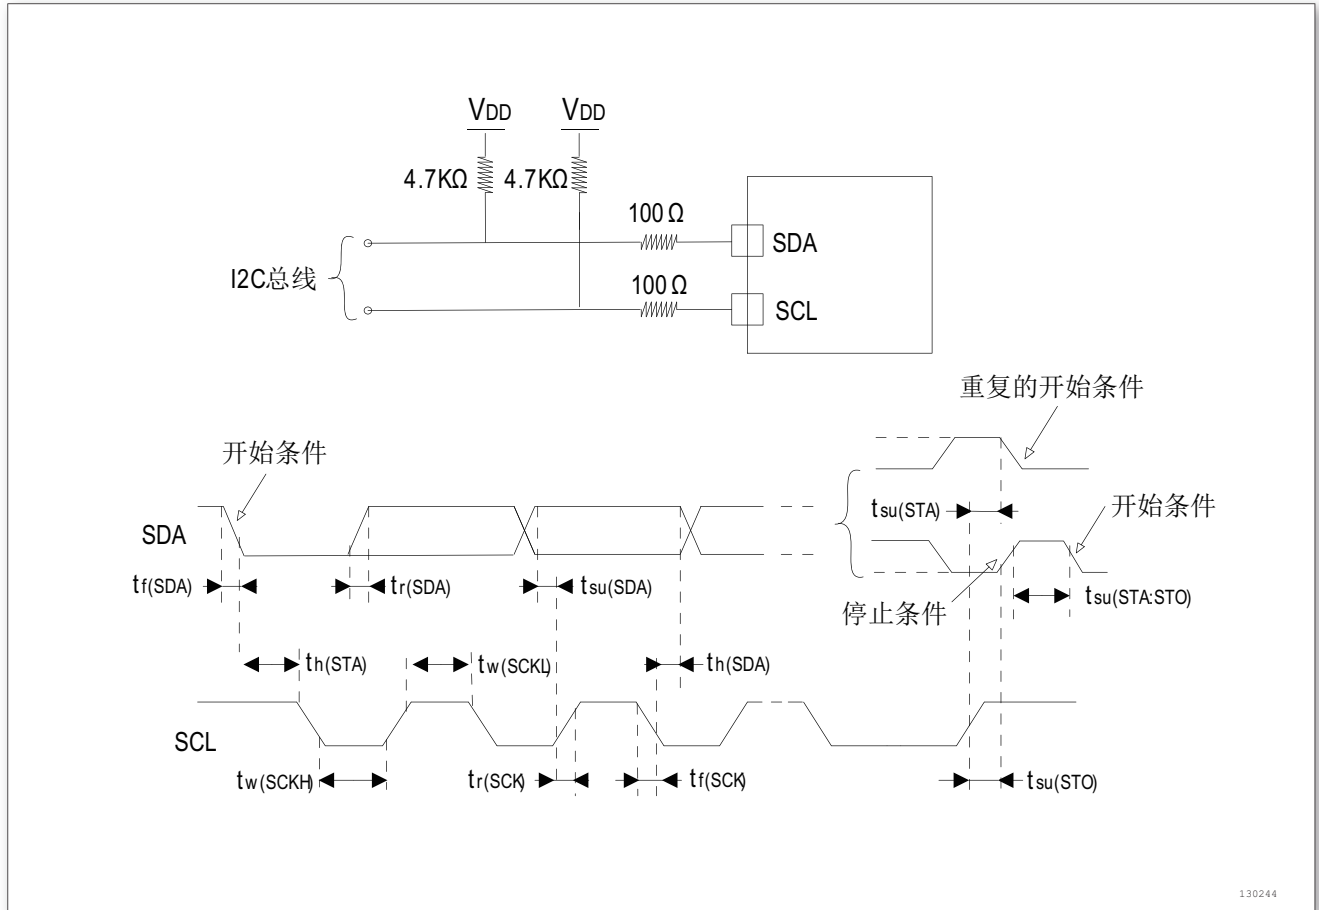 VDD VDD
4.7KΩ 4.7KΩ
100 Ω
SDA
I2C总线
100 Ω
SCL
重复的开始条件
开始条件
tsu(STA)
开始条件
SDA
tf(SDA)
tr(SDA)
tsu(SDA)
停止条件
tsu(STA:STO)
th(STA)
tw(SCKL)
th(SDA)
SCL
tw(SCKH)
tr(SCK)
tf(SCK)
tsu(STO)
130244